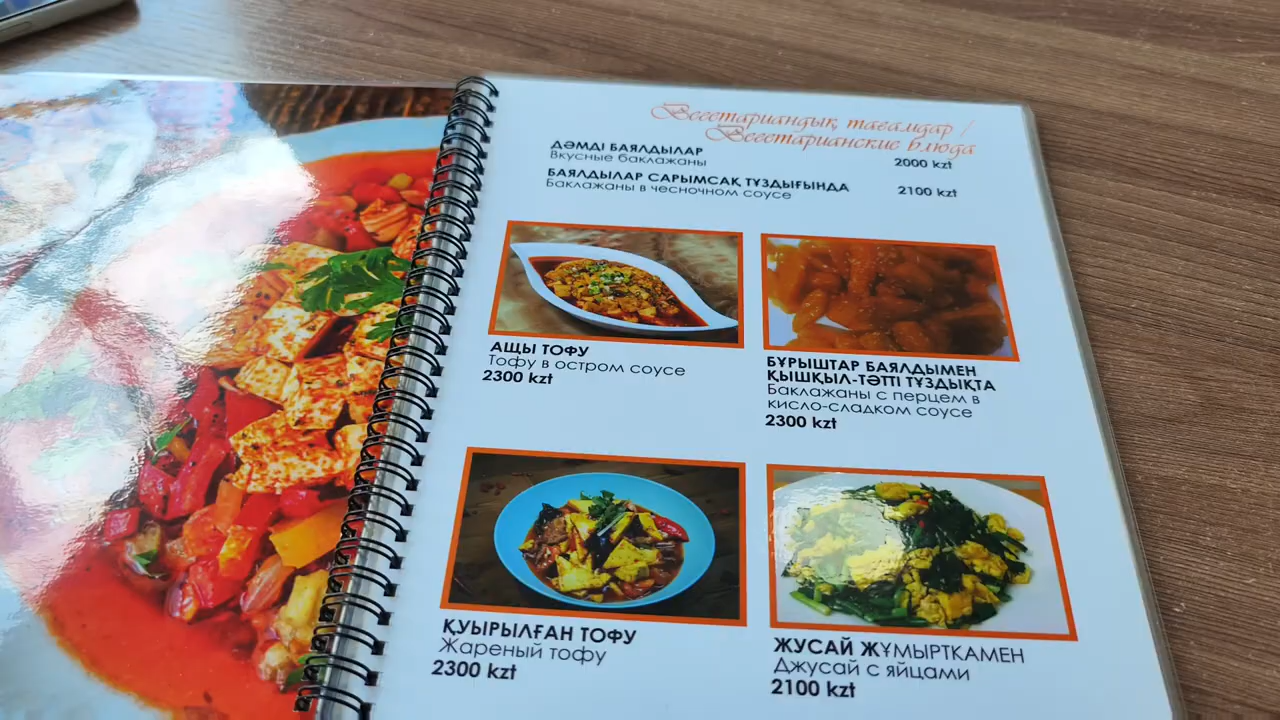 Вегетариандық тағамдар /
Вегетарианские блюда
ДӘМДІ БАЯЛДЫЛАР
Вкусные баклажаны
2000 kzt
БАЯЛДЫЛАР САРЫМСАҚ ТҰЗДЫҒЫНДА
Баклажаны в чесночном соусе
2100 kzt
АЩЫ ТОФУ
Тофу в остром соусе
2300 kzt
БҰРЫШТАР БАЯЛДЫМЕН
ҚЫШҚЫЛ-ТӘТТІ ТҰЗДЫҚТА
Баклажаны с перцем в
кисло-сладком соусе
2300 kzt
ҚУЫРЫЛҒАН ТОФУ
Жареный тофу
2300 kzt
ЖУСАЙ ЖҰМЫРТКАМЕН
Джусай с яйцами
2100 kzt